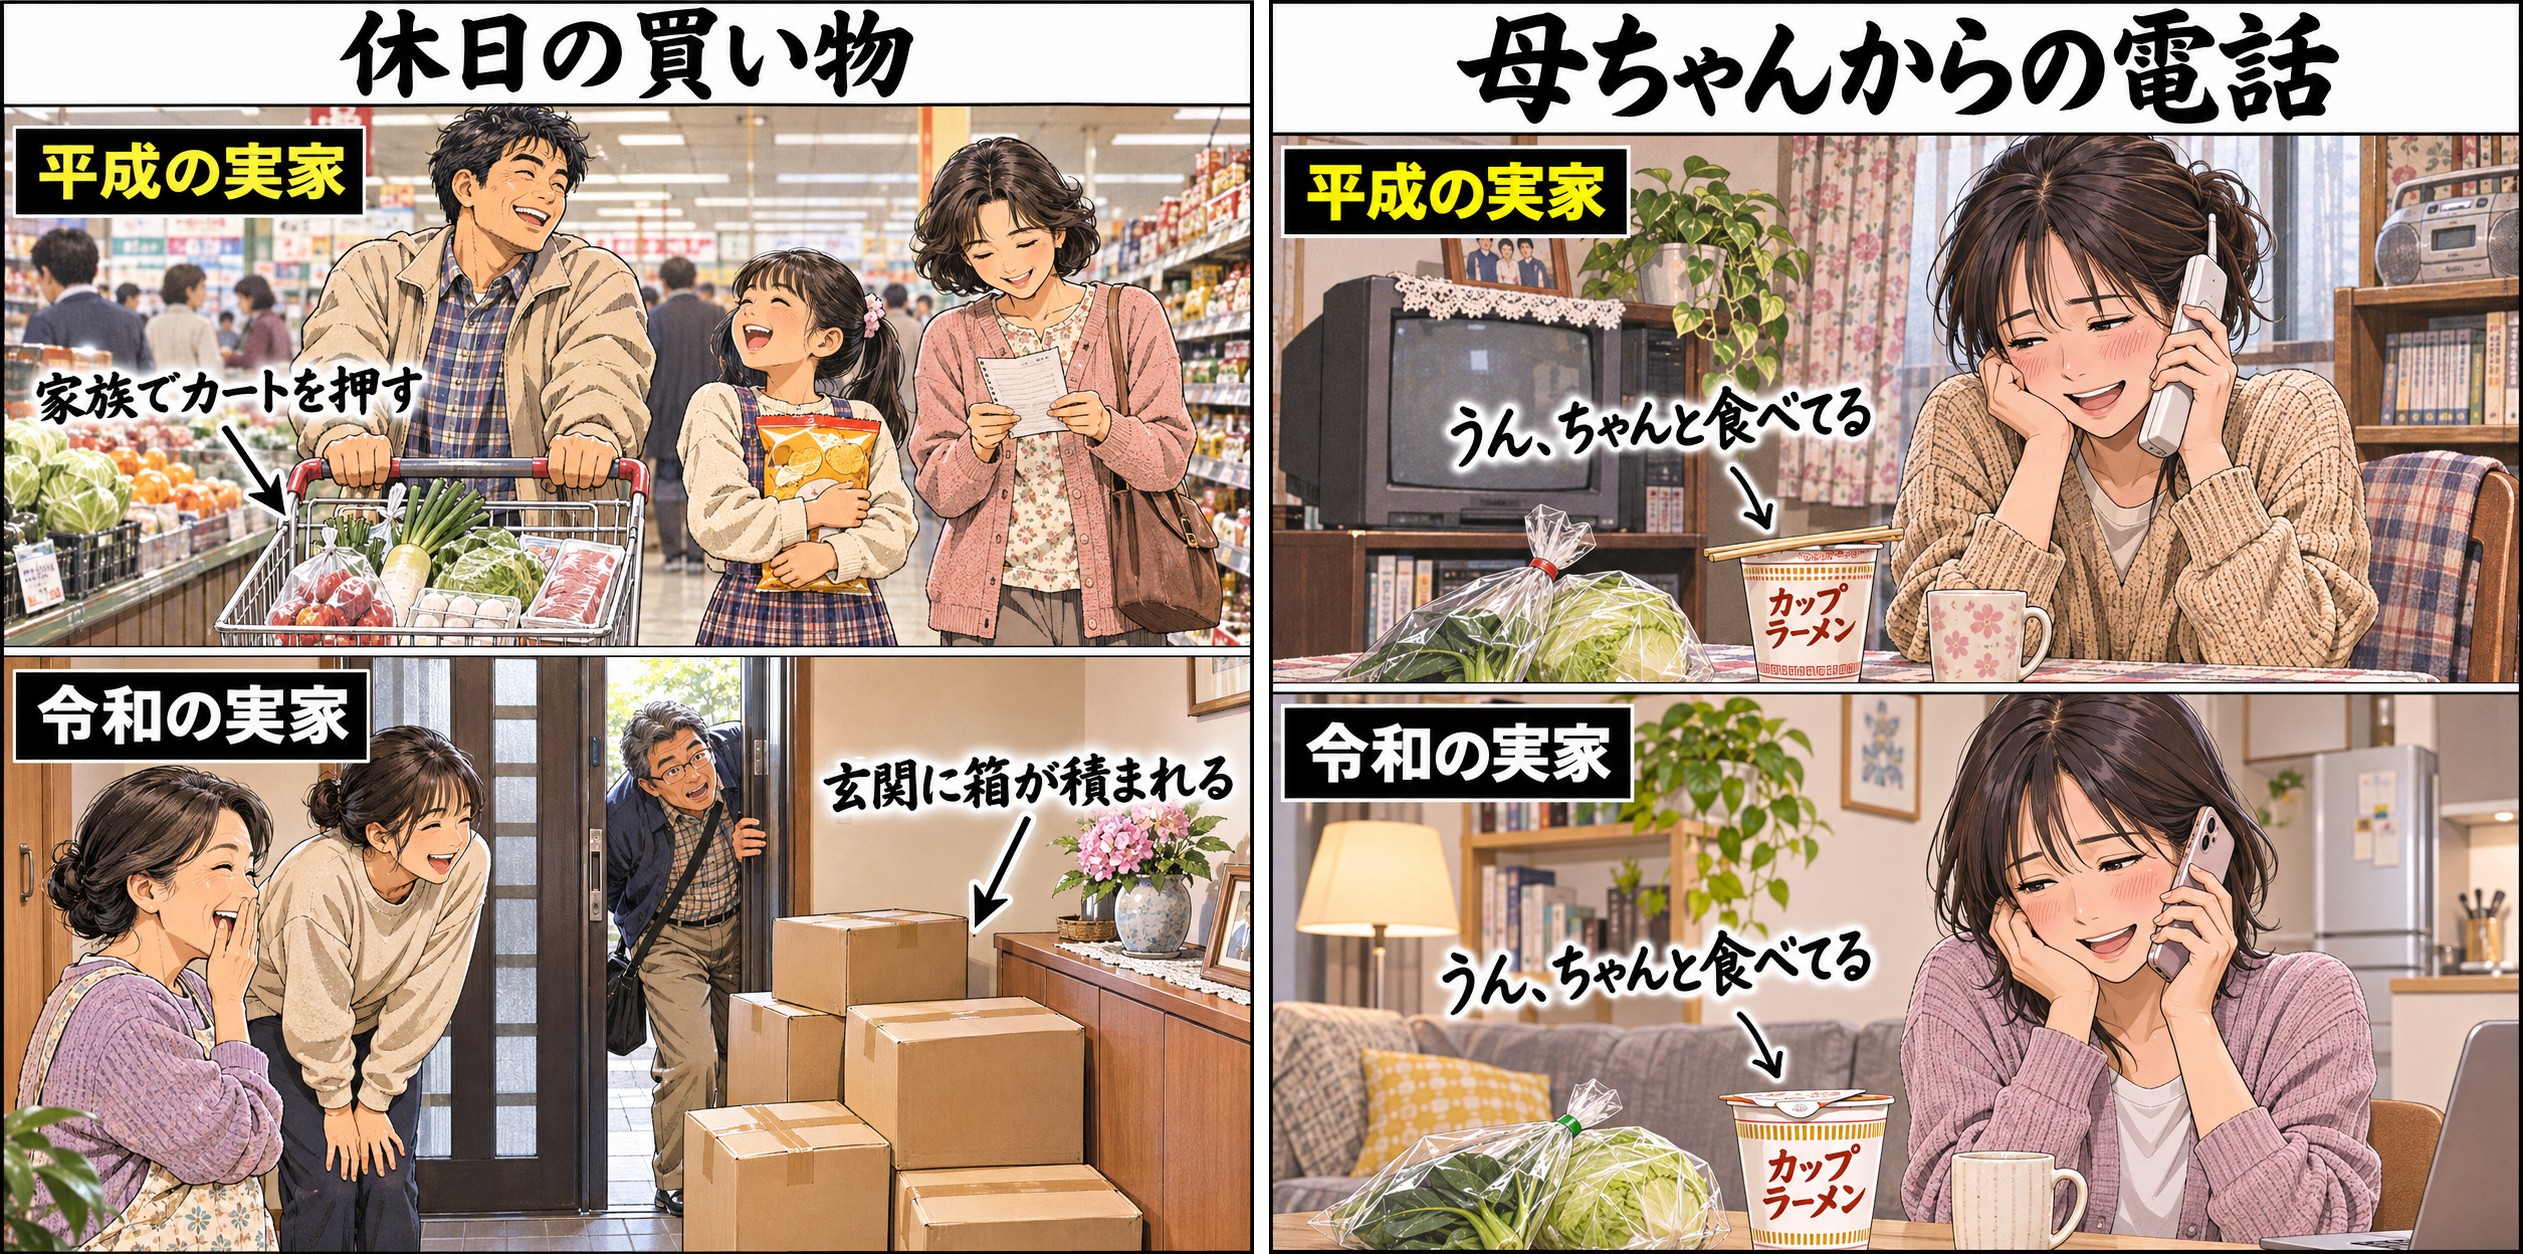 休日の買い物
平成の実家
家族でカートを押す
令和の実家
玄関に箱が積まれる
母ちゃんからの電話
平成の実家
うん、ちゃんと食べてる
カップ
ラーメン
令和の実家
うん、ちゃんと食べてる
カップ
ラーメン